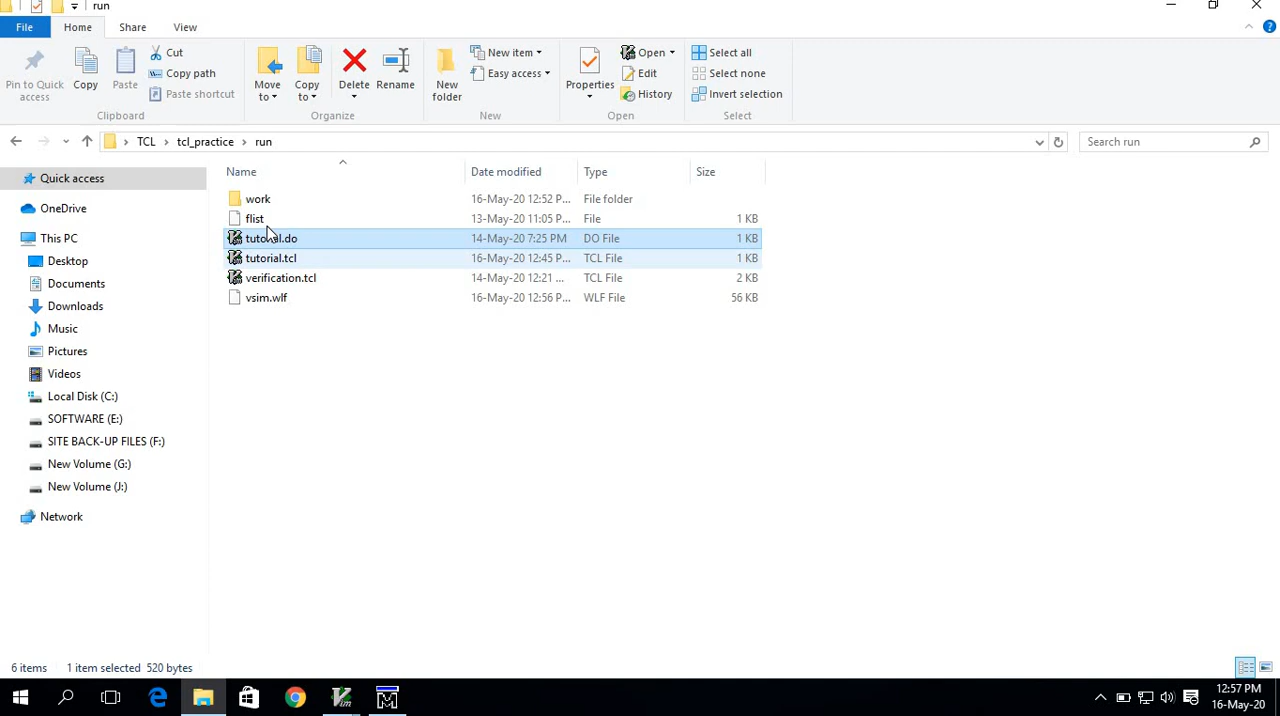 run
File Home Share View
Pin to Quick access
Copy
Paste
Cut
Copy path
Paste shortcut
Clipboard
Move to
Copy to
Delete
Rename
Organize
New folder
New item
Easy access
New
Properties
Open
Edit
History
Open
Select all
Select none
Invert selection
Select
TCL tcl_practice run
Search run
Name Date modified Type Size
work 16-May-20 12:52 P... File folder
flist 13-May-20 11:05 P... File 1 KB
tutorial.do 14-May-20 7:25 PM DO File 1 KB
tutorial.tcl 16-May-20 12:45 P... TCL File 1 KB
verification.tcl 14-May-20 12:21 ... TCL File 2 KB
vsim.wlf 16-May-20 12:56 P... WLF File 56 KB
Quick access
OneDrive
This PC
Desktop
Documents
Downloads
Music
Pictures
Videos
Local Disk (C:)
SOFTWARE (E:)
SITE BACK-UP FILES (F:)
New Volume (G:)
New Volume (J:)
Network
6 items 1 item selected 520 bytes
12:57 PM
16-May-20